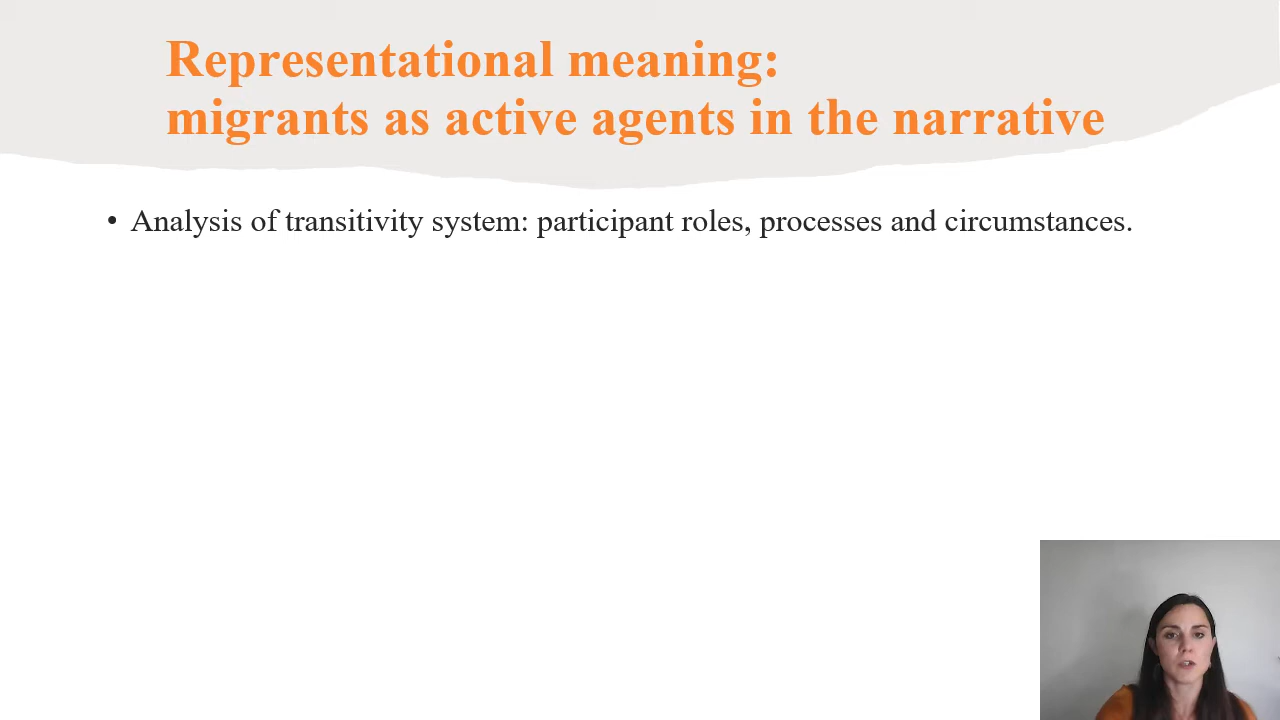 Representational meaning:
migrants as active agents in the narrative
• Analysis of transitivity system: participant roles, processes and circumstances.